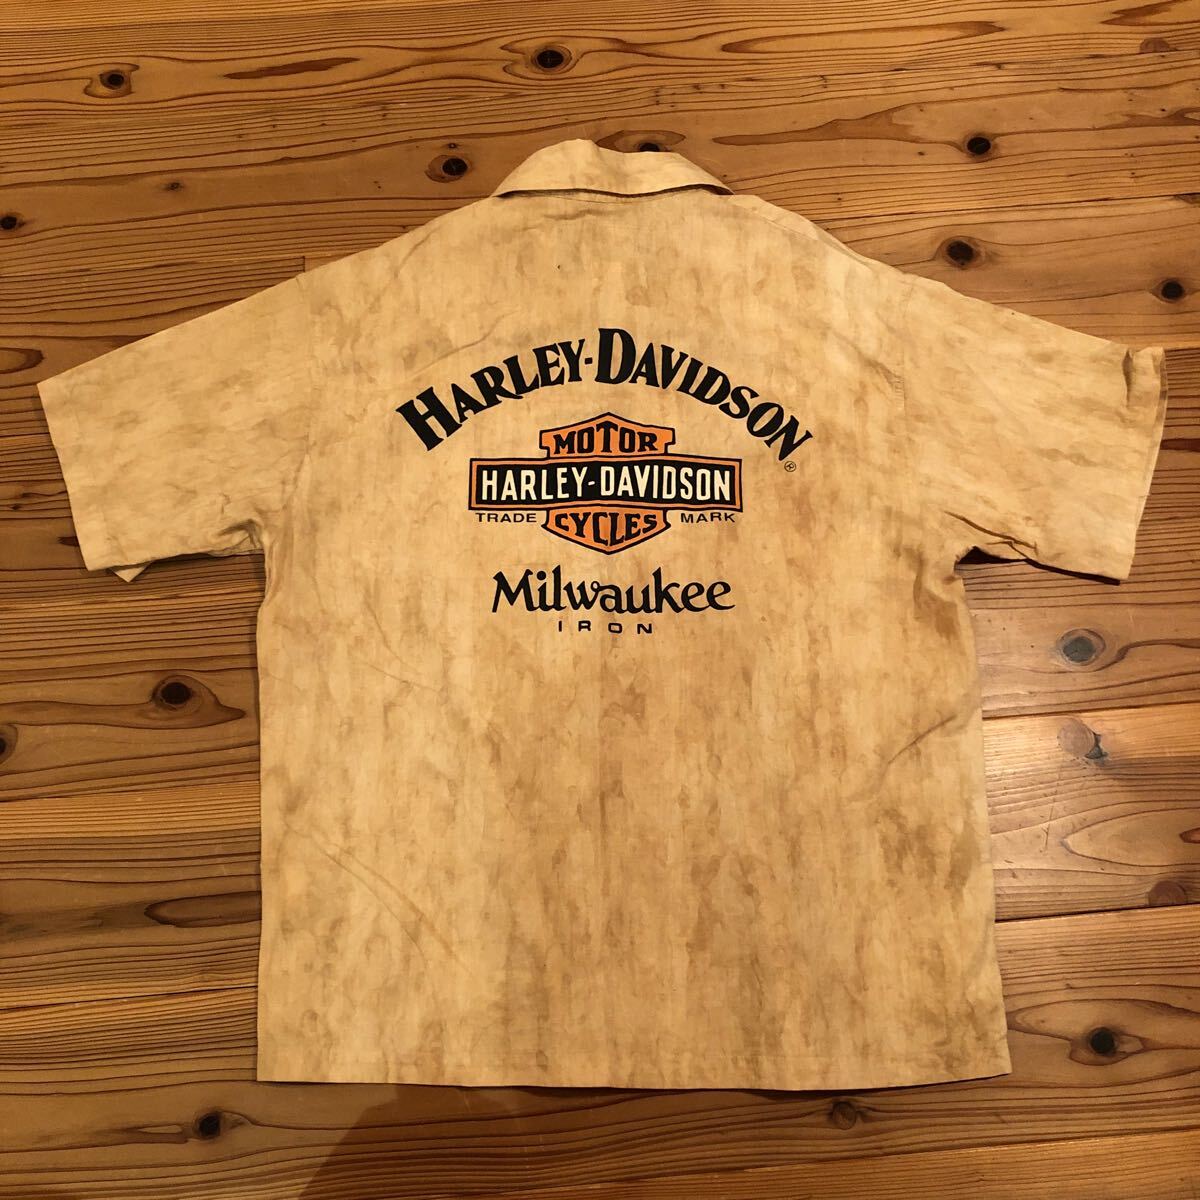 HARLEY-DAVIDSON
®
MOTOR
HARLEY-DAVIDSON
TRADE MARK
CYCLES
Milwaukee
IRON